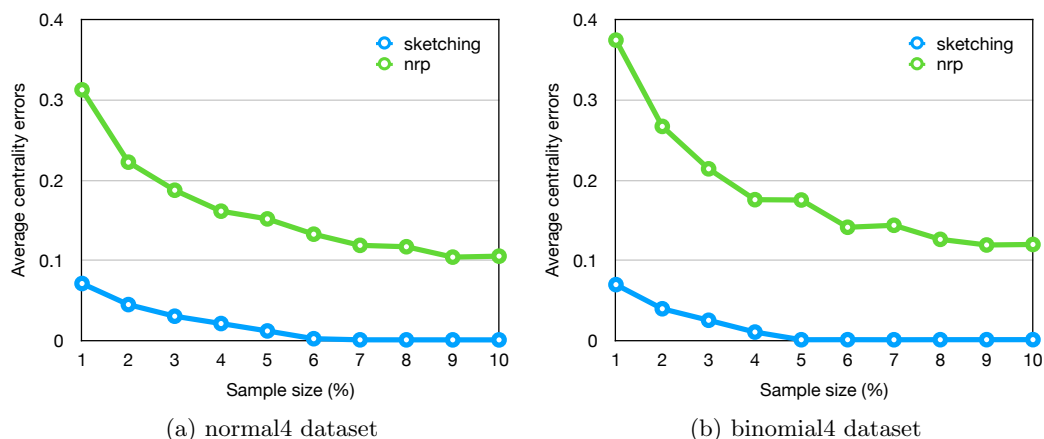 Average centrality errors
0.4
0.3
0.2
0.1
0
sketching
nrp
1 2 3 4 5 6 7 8 9 10
Sample size (%)
(a) normal4 dataset
Average centrality errors
0.4
0.3
0.2
0.1
0
sketching
nrp
1 2 3 4 5 6 7 8 9 10
Sample size (%)
(b) binomial4 dataset